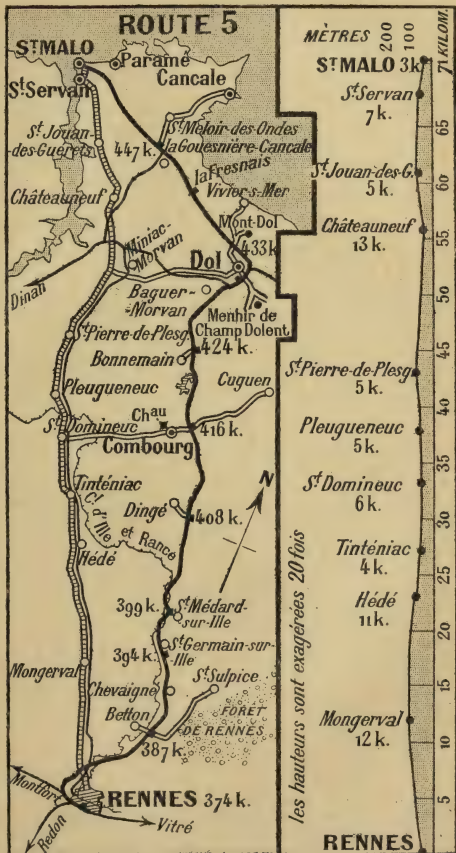 ROUTE 5
Sᵗ MALO
Paramé
Cancale
Sᵗ Servan
Sᵗ Jouan-
des-Guérets
Sᵗ Méloir-des-Ondes
447 k.
la Gouesnière-Cancale
la Fresnais
Vivier-s-Mer
Châteauneuf
Mont-Dol
433 k.
Miniac-
Morvan
Dol
Dinan
Baguer-
Morvan
Menhir de
Champ Dolent
Sᵗ Pierre-de-Plesg.
424 k.
Bonnemain
Cuguen
Pleugueneuc
Chᵃᵘ
Sᵗ Domineuc
416 k.
Combourg
Tinténiac
Cˡ d'Ille
et Rance
Dingé
408 k.
N
Hédé
399 k.
Sᵗ Médard-
sur-Ille
394 k.
Sᵗ Germain-sur-
Ille
Mongerval
Chevaigne
Sᵗ Sulpice
Betton
FORÊT
DE RENNES
387 k.
Montfort
RENNES 374 k.
Redon
Vitré
MÈTRES
200
100
71 KILOM.
Sᵗ MALO 3k
Sᵗ Servan
7 k.
65
Sᵗ Jouan-des-G.
5 k.
60
Châteauneuf
13 k.
55
50
45
Sᵗ Pierre-de-Plesg
5 k.
40
Pleugueneuc
5 k.
35
Sᵗ Domineuc
6 k.
30
Tinténiac
4 k.
25
Hédé
11 k.
20
15
Mongerval
12 k.
10
5
RENNES
les hauteurs sont exagérées 20 fois